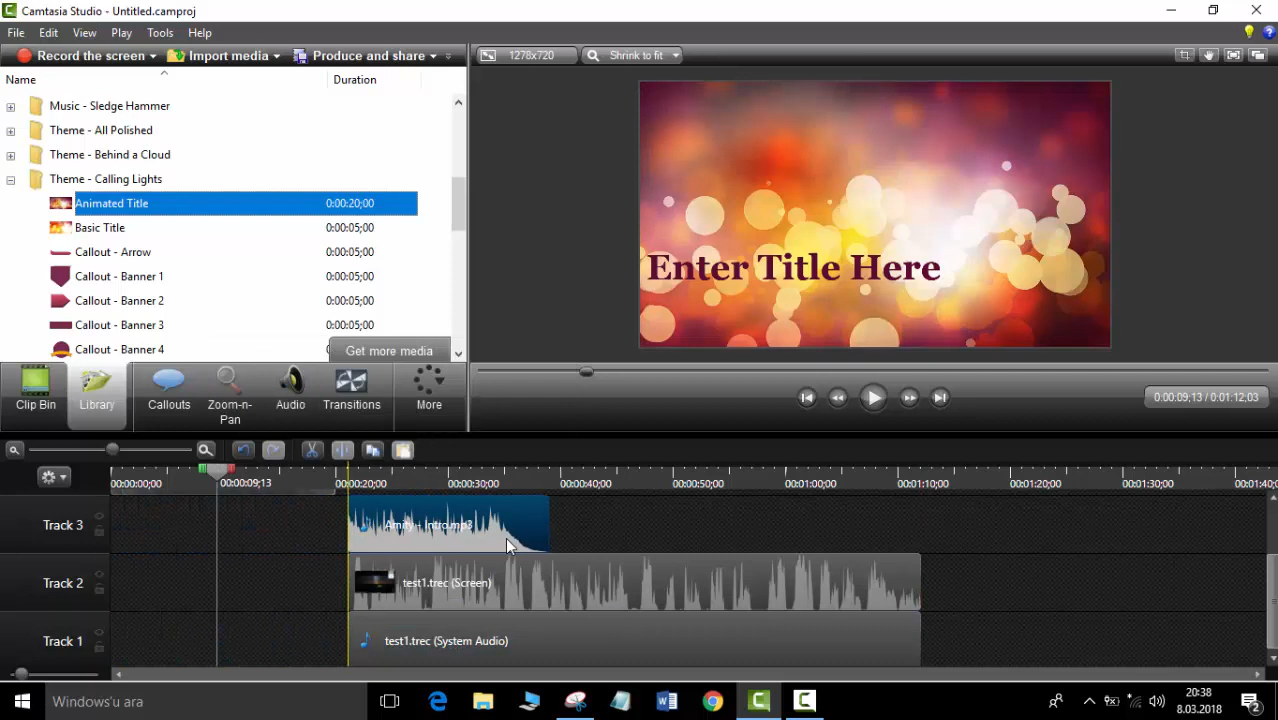 Camtasia Studio - Untitled.camproj
File Edit View Play Tools Help
Record the screen Import media Produce and share
1278x720 Shrink to fit
Name Duration
Music - Sledge Hammer
Theme - All Polished
Theme - Behind a Cloud
Theme - Calling Lights
Animated Title 0:00:20;00
Basic Title 0:00:05;00
Callout - Arrow 0:00:05;00
Callout - Banner 1 0:00:05;00
Callout - Banner 2 0:00:05;00
Callout - Banner 3 0:00:05;00
Callout - Banner 4
Get more media
Enter Title Here
Clip Bin Library Callouts Zoom-n-Pan Audio Transitions More
0:00:09;13 / 0:01:12;03
00:00:00;00 00:00:09;13 00:00:20;00 00:00:30;00 00:00:40;00 00:00:50;00 00:01:00;00 00:01:10;00 00:01:20;00 00:01:30;00 00:01:40;0
Track 3 Amity - Intro.mp3
Track 2 test1.trec (Screen)
Track 1 test1.trec (System Audio)
Windows'u ara
20:38
8.03.2018
2